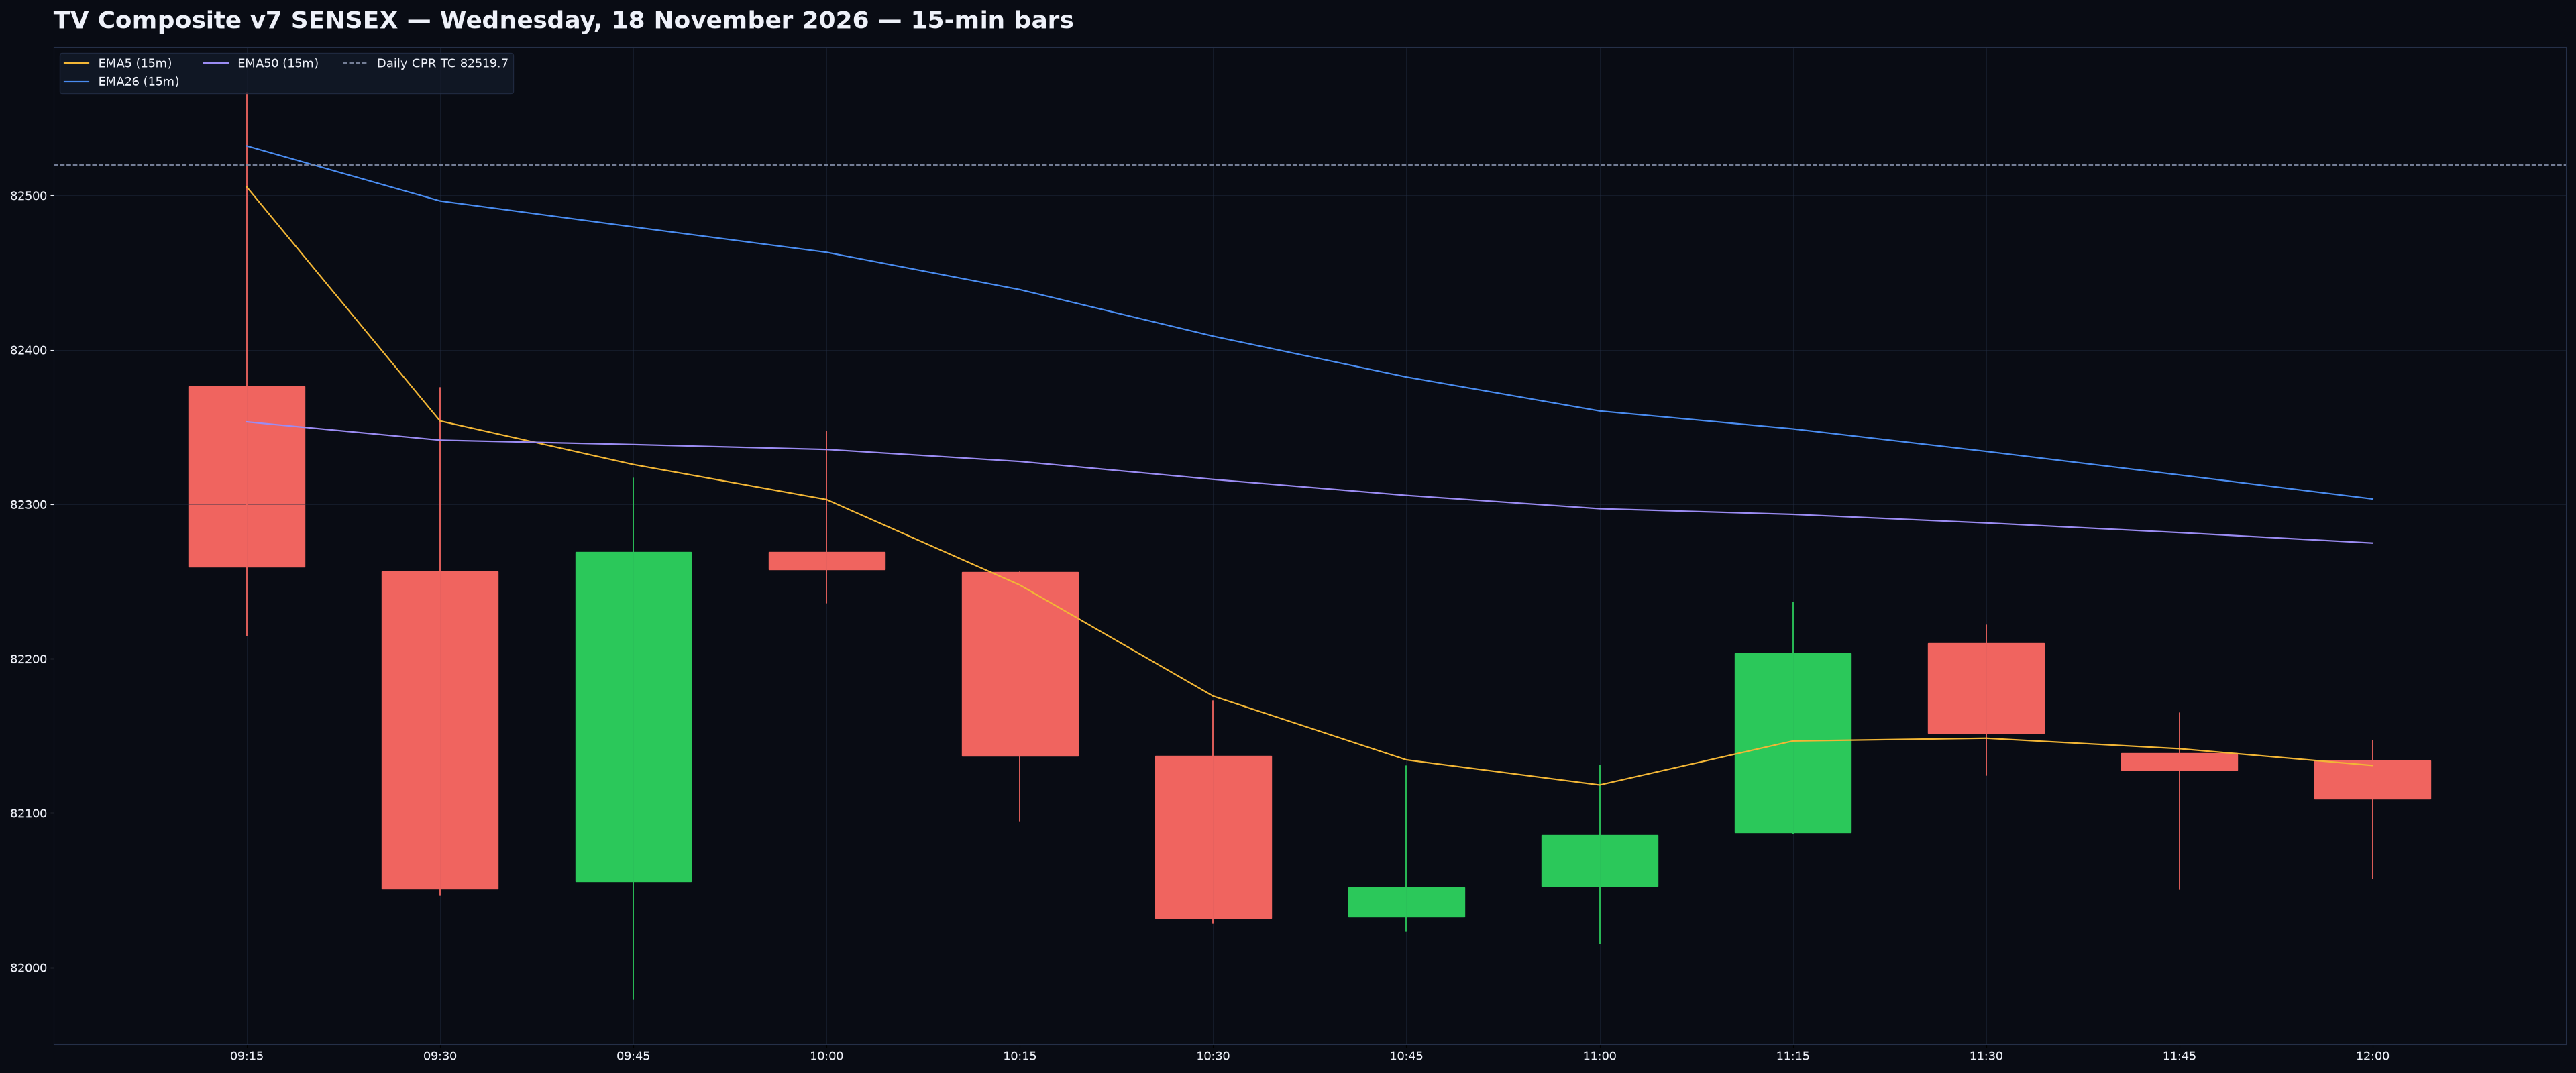 TV Composite v7 SENSEX — Wednesday, 18 November 2026 — 15-min bars
EMA5 (15m) EMA50 (15m) Daily CPR TC 82519.7
EMA26 (15m)
82500
82400
82300
82200
82100
82000
09:15 09:30 09:45 10:00 10:15 10:30 10:45 11:00 11:15 11:30 11:45 12:00